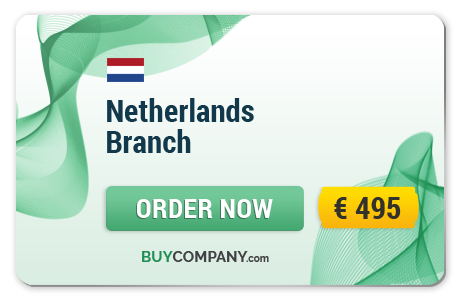 Netherlands
Branch
ORDER NOW
€ 495
BUYCOMPANY.com